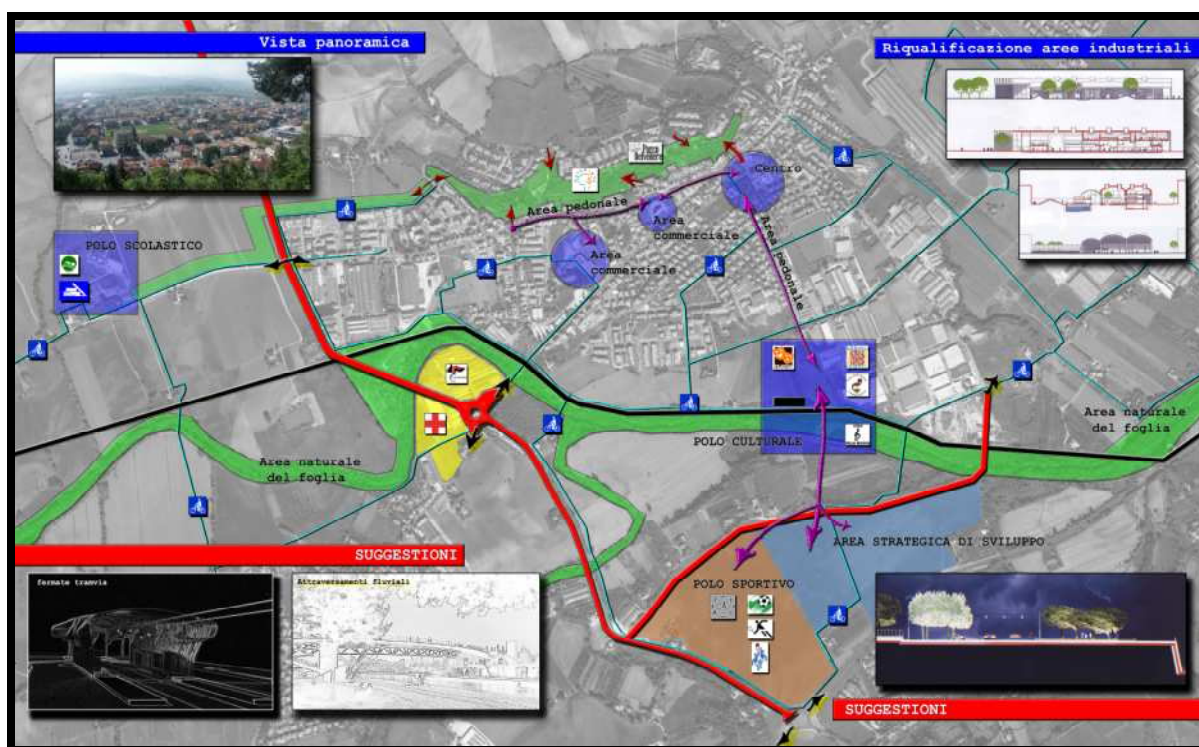 Vista panoramica
Riqualificazione aree industriali
Piazza
Belvedere
Centro
POLO SCOLASTICO
Area pedonale
Area
commerciale
Area
commerciale
Area pedonale
Area naturale
del foglia
POLO CULTURALE
Area naturale
del foglia
AREA STRATEGICA DI SVILUPPO
SUGGESTIONI
POLO SPORTIVO
fermate tramvia
Attraversamenti fluviali
SUGGESTIONI